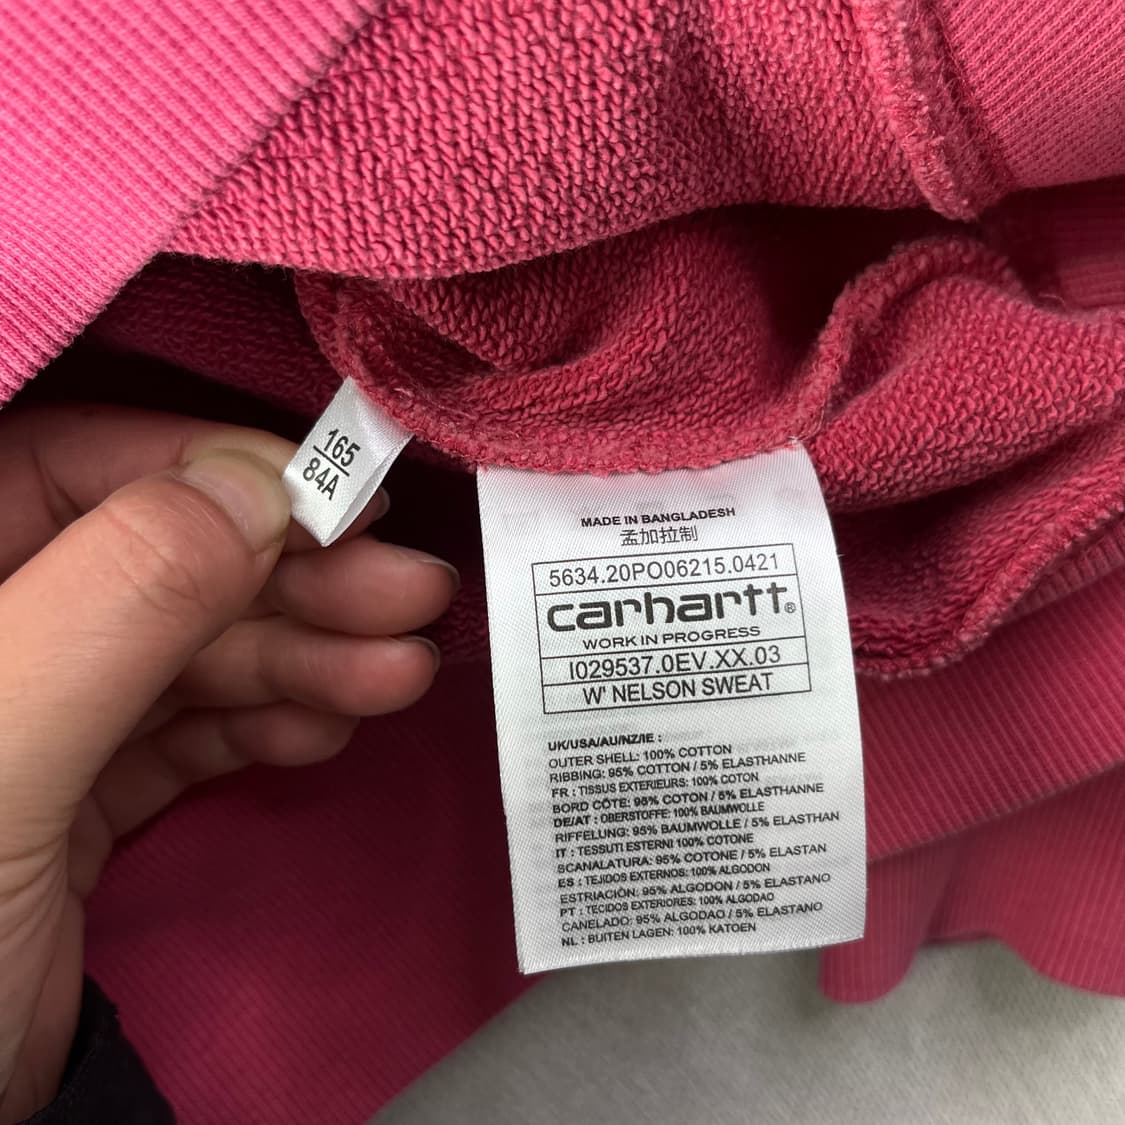 165
84A
MADE IN BANGLADESH
孟加拉制
5634.20PO06215.0421
carhartt®
WORK IN PROGRESS
I029537.0EV.XX.03
W' NELSON SWEAT
UK/USA/AU/NZ/IE :
OUTER SHELL: 100% COTTON
RIBBING: 95% COTTON / 5% ELASTHANNE
FR : TISSUS EXTERIEURS: 100% COTON
BORD CÔTE: 95% COTON / 5% ELASTHANNE
DE/AT : OBERSTOFFE: 100% BAUMWOLLE
RIFFELUNG: 95% BAUMWOLLE / 5% ELASTHAN
IT : TESSUTI ESTERNI 100% COTONE
SCANALATURA: 95% COTONE / 5% ELASTAN
ES : TEJIDOS EXTERNOS: 100% ALGODON
ESTRIACIÓN: 95% ALGODON / 5% ELASTANO
PT : TECIDOS EXTERIORES: 100% ALGODAO
CANELADO: 95% ALGODAO / 5% ELASTANO
NL : BUITEN LAGEN: 100% KATOEN